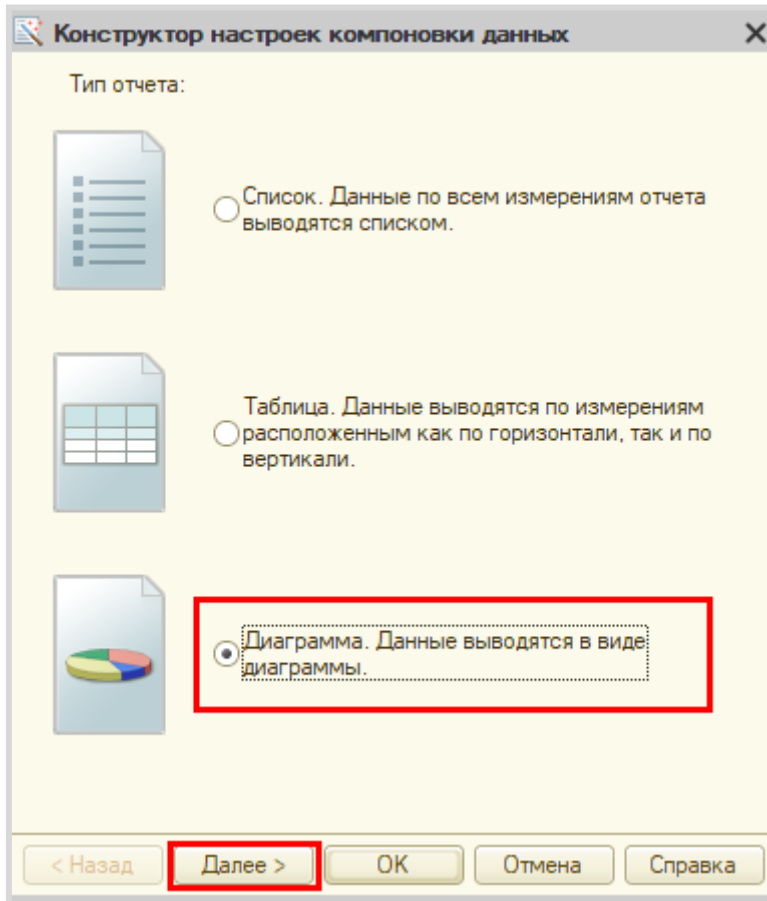 Конструктор настроек компоновки данных
Тип отчета:
Список. Данные по всем измерениям отчета
выводятся списком.
Таблица. Данные выводятся по измерениям
расположенным как по горизонтали, так и по
вертикали.
Диаграмма. Данные выводятся в виде
диаграммы.
< Назад Далее > OK Отмена Справка